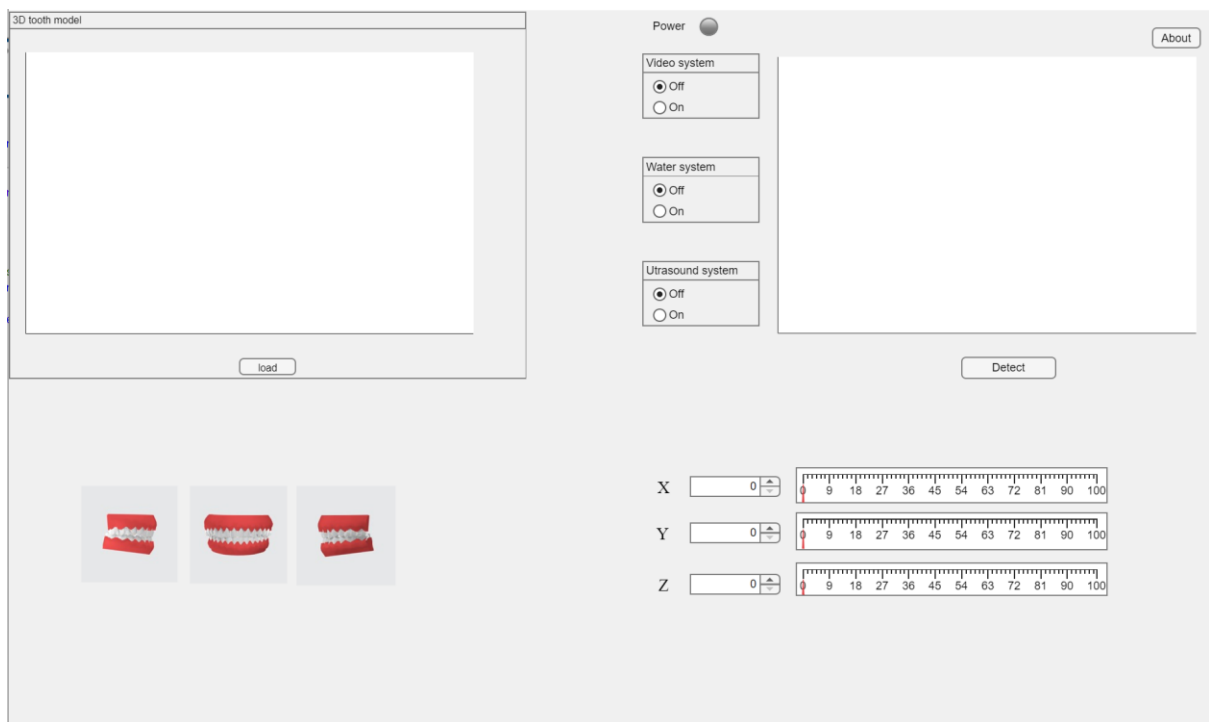 3D tooth model
load
Power
About
Video system
Off
On
Water system
Off
On
Utrasound system
Off
On
Detect
X 0 0 9 18 27 36 45 54 63 72 81 90 100
Y 0 0 9 18 27 36 45 54 63 72 81 90 100
Z 0 0 9 18 27 36 45 54 63 72 81 90 100